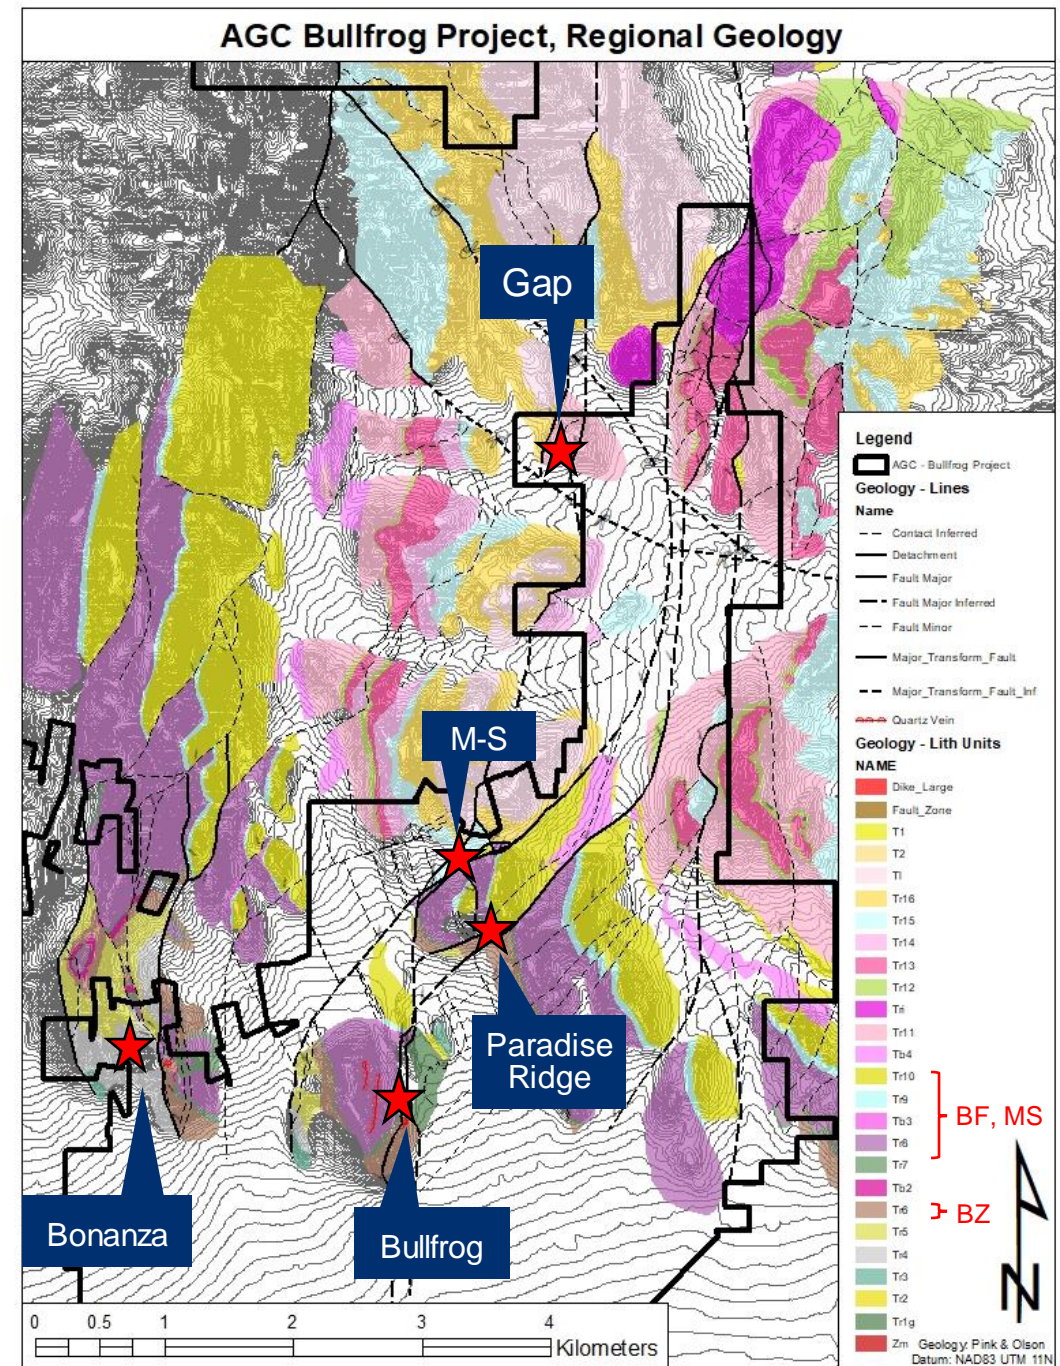 AGC Bullfrog Project, Regional Geology
Gap
M-S
Paradise
Ridge
Bonanza
Bullfrog
Legend
AGC - Bullfrog Project
Geology - Lines
Name
Contact Inferred
Detachment
Fault Major
Fault Major Inferred
Fault Minor
Major_Transform_Fault
Major_Transform_Fault_Inf
Quartz Vein
Geology - Lith Units
NAME
Dike_Large
Fault_Zone
T1
T2
Tl
Tr16
Tr15
Tr14
Tr13
Tr12
Tri
Tr11
Tb4
Tr10
Tr9
Tb3
Tr6
Tr7
Tb2
Tr6
Tr5
Tr4
Tr3
Tr2
Tr1g
Zm
BF, MS
BZ
N
Geology: Pink & Olson
Datum: NAD83 UTM 11N
0 0.5 1 2 3 4
Kilometers